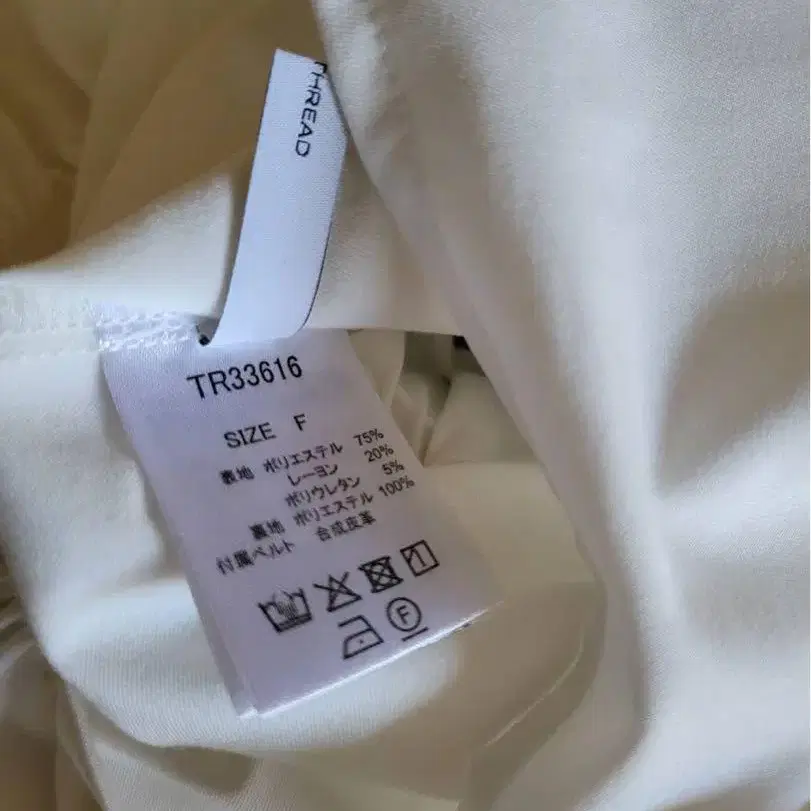 THREAD
TR33616
SIZE F
表地 ポリエステル 75%
レーヨン 20%
ポリウレタン 5%
裏地 ポリエステル 100%
付属ベルト 合成皮革
F